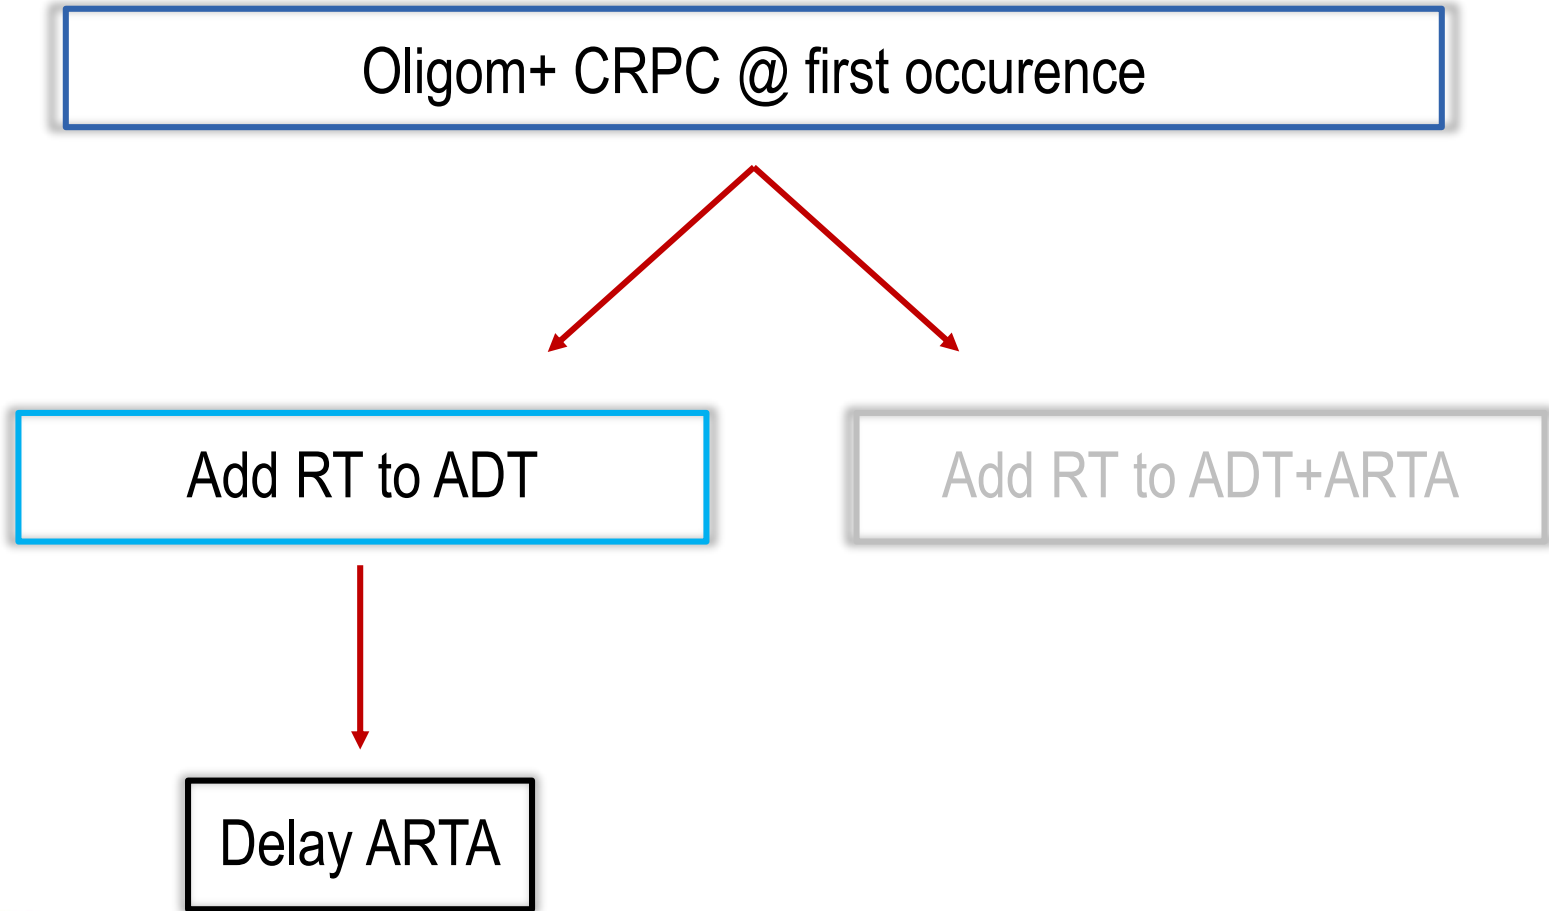 Oligom+ CRPC @ first occurence
Add RT to ADT
Add RT to ADT+ARTA
Delay ARTA